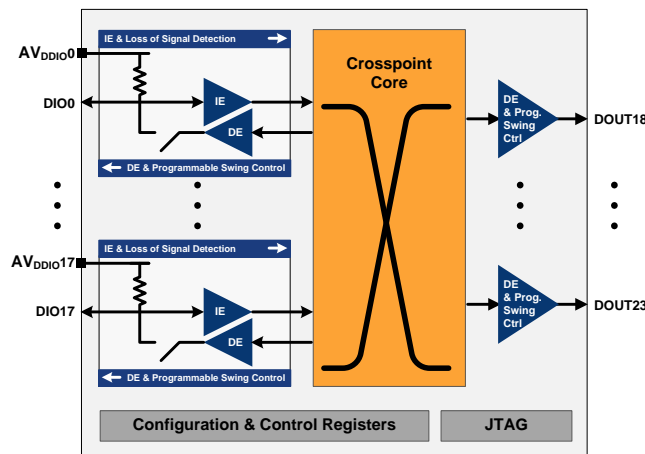 IE & Loss of Signal Detection
AVDDIO0
DIO0
IE
DE
DE & Programmable Swing Control
IE & Loss of Signal Detection
AVDDIO17
DIO17
IE
DE
DE & Programmable Swing Control
Crosspoint
Core
DE
& Prog.
Swing
Ctrl
DOUT18
DE
& Prog.
Swing
Ctrl
DOUT23
Configuration & Control Registers
JTAG